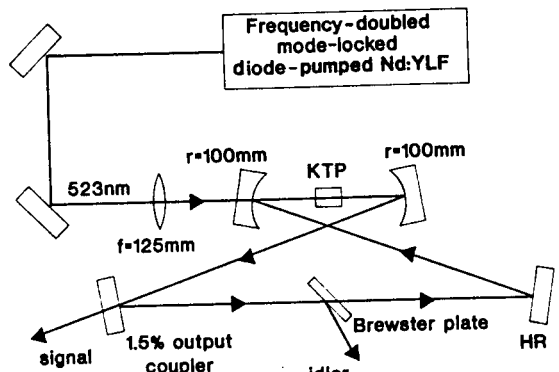 Frequency-doubled
mode-locked
diode-pumped Nd:YLF
r=100mm
KTP
r=100mm
523nm
f=125mm
Brewster plate
HR
signal
1.5% output
coupler
idler